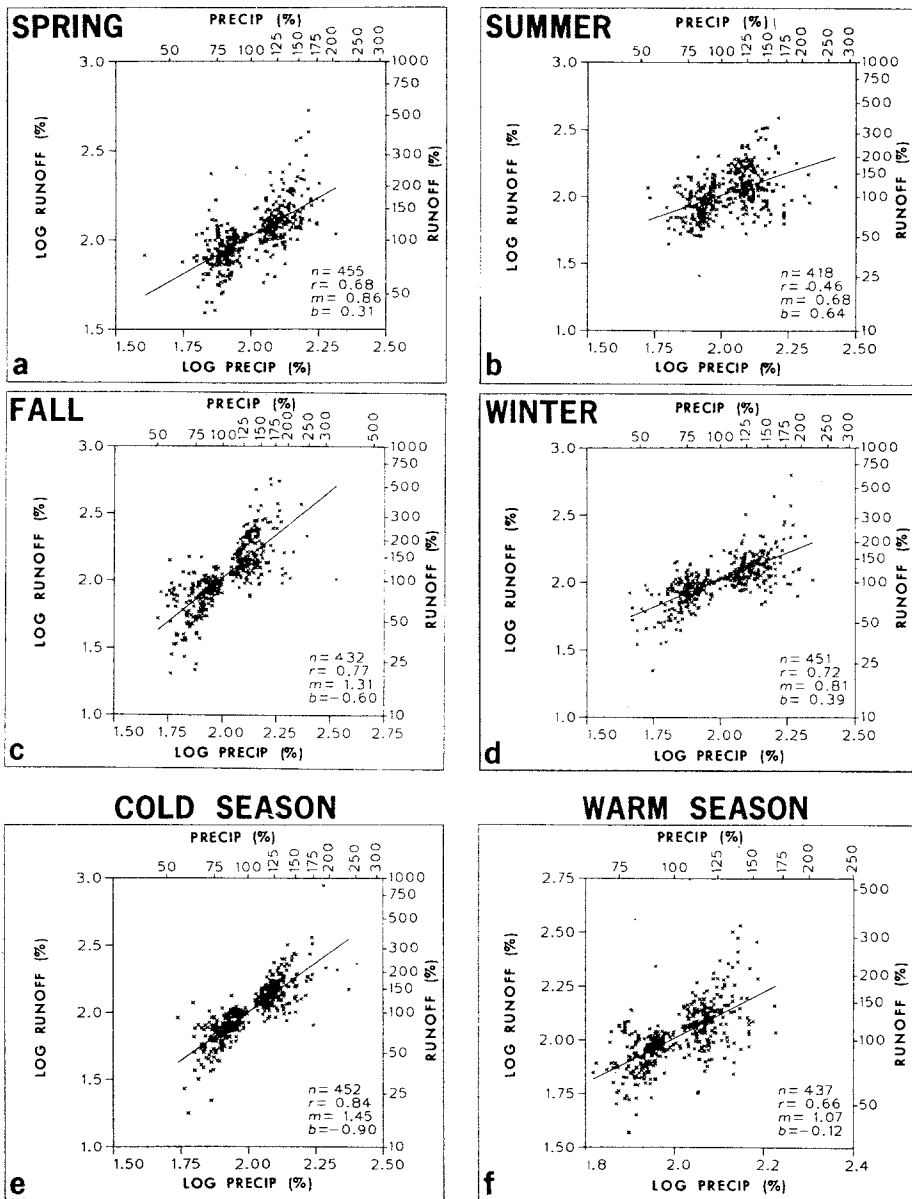 SPRING
PRECIP (%)
50 75 100 125 150 175 200 250 300
3.0
2.5
2.0
1.5
LOG RUNOFF (%)
1000
750
500
300
200
150
100
50
RUNOFF (%)
n = 455
r = 0.68
m = 0.86
b = 0.31
1.50 1.75 2.00 2.25 2.50
LOG PRECIP (%)
a
SUMMER
PRECIP (%)
50 75 100 125 150 175 200 250 300
3.0
2.5
2.0
1.5
1.0
LOG RUNOFF (%)
1000
750
500
300
200
150
100
50
25
10
RUNOFF (%)
n = 418
r = 0.46
m = 0.68
b = 0.64
1.50 1.75 2.00 2.25 2.50
LOG PRECIP (%)
b
FALL
PRECIP (%)
50 75 100 125 150 175 200 250 300 500
3.0
2.5
2.0
1.5
1.0
LOG RUNOFF (%)
1000
750
500
300
200
150
100
50
25
10
RUNOFF (%)
n = 432
r = 0.77
m = 1.31
b = -0.60
1.50 1.75 2.00 2.25 2.50 2.75
LOG PRECIP (%)
c
WINTER
PRECIP (%)
50 75 100 125 150 175 200 250 300
3.0
2.5
2.0
1.5
1.0
LOG RUNOFF (%)
1000
750
500
300
200
150
100
50
25
10
RUNOFF (%)
n = 451
r = 0.72
m = 0.81
b = 0.39
1.50 1.75 2.00 2.25 2.50
LOG PRECIP (%)
d
COLD SEASON
PRECIP (%)
50 75 100 125 150 175 200 250 300
3.0
2.5
2.0
1.5
1.0
LOG RUNOFF (%)
1000
750
500
300
200
150
100
50
25
10
RUNOFF (%)
n = 452
r = 0.84
m = 1.45
b = -0.90
1.50 1.75 2.00 2.25 2.50
LOG PRECIP (%)
e
WARM SEASON
PRECIP (%)
75 100 125 150 175 200 250
2.75
2.50
2.25
2.00
1.75
1.50
LOG RUNOFF (%)
500
300
200
150
100
50
RUNOFF (%)
n = 437
r = 0.66
m = 1.07
b = -0.12
1.8 2.0 2.2 2.4
LOG PRECIP (%)
f